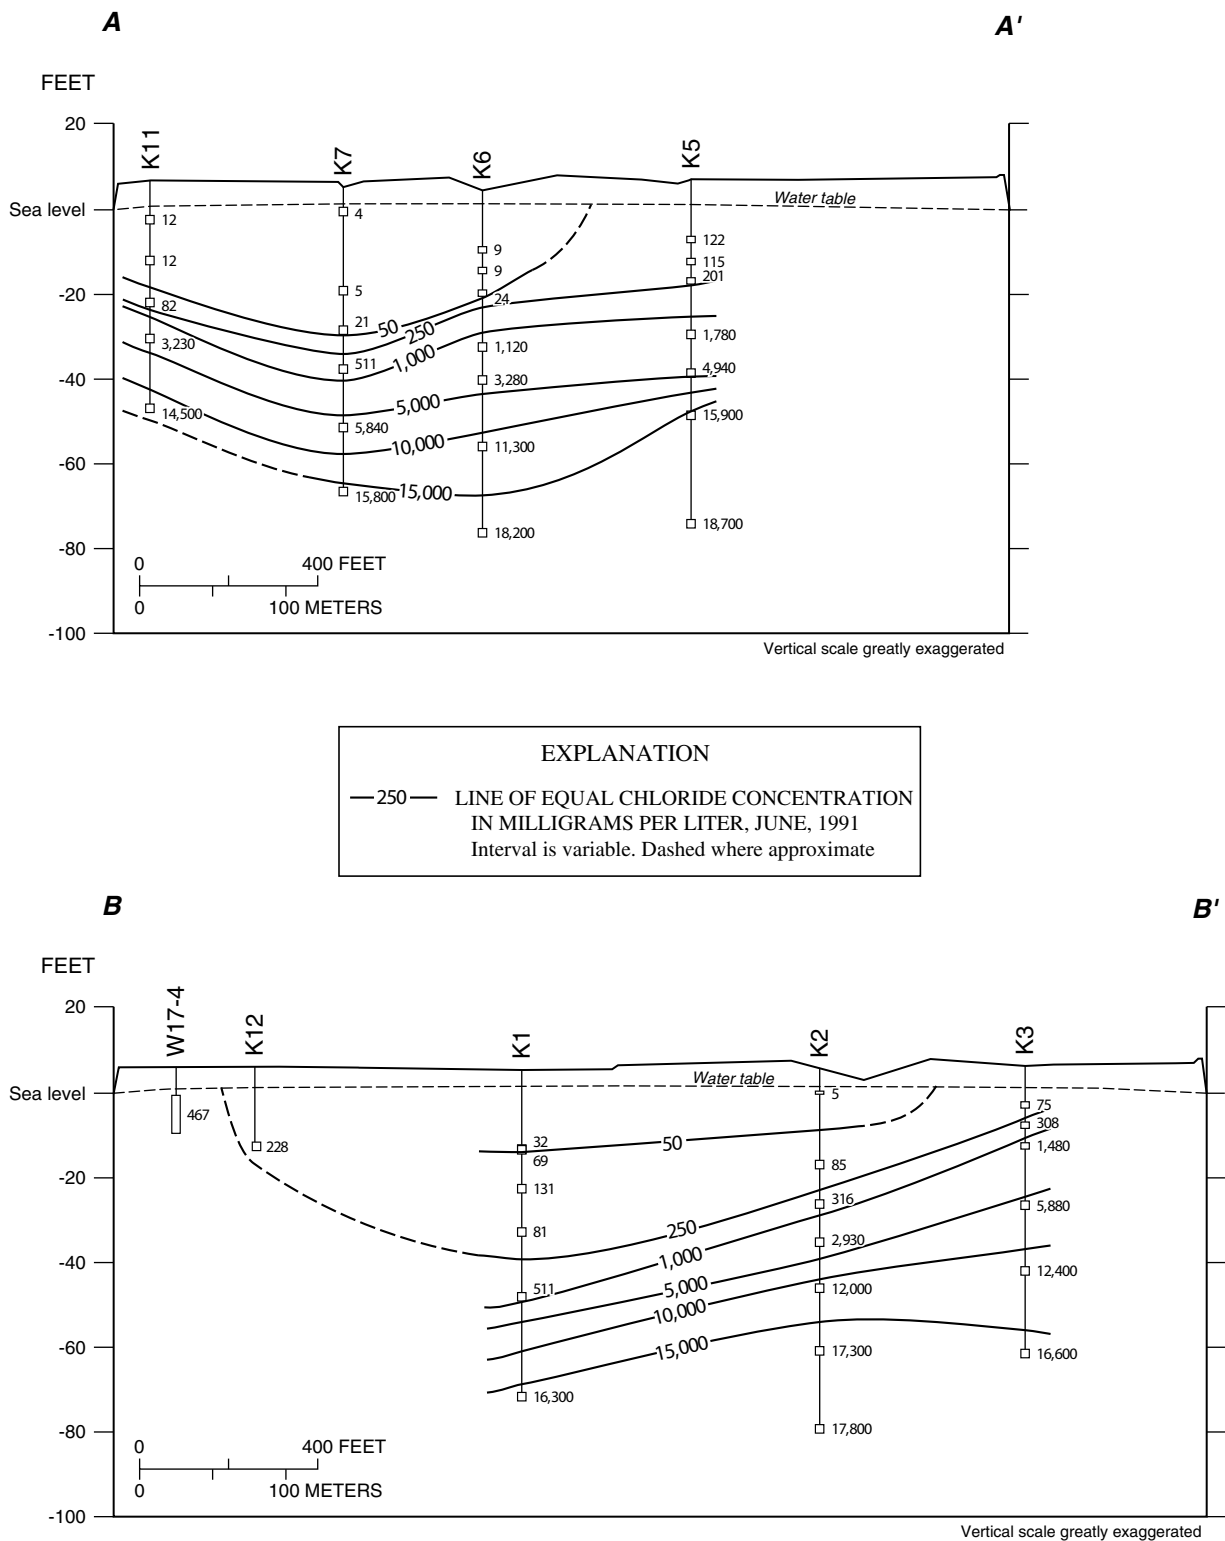 A
A'
FEET
20
Sea level
-20
-40
-60
-80
-100
K11
K7
K6
K5
Water table
12
12
82
3,230
14,500
4
5
21
511
5,840
15,800
9
9
24
1,120
3,280
11,300
18,200
122
115
201
1,780
4,940
15,900
18,700
50
250
1,000
5,000
10,000
15,000
0 400 FEET
0 100 METERS
Vertical scale greatly exaggerated
EXPLANATION
250 LINE OF EQUAL CHLORIDE CONCENTRATION
IN MILLIGRAMS PER LITER, JUNE, 1991
Interval is variable. Dashed where approximate
B
B'
FEET
20
Sea level
-20
-40
-60
-80
-100
W17-4
K12
K1
K2
K3
Water table
467
228
32
69
131
81
511
16,300
5
85
316
2,930
12,000
17,300
17,800
75
308
1,480
5,880
12,400
16,600
50
250
1,000
5,000
10,000
15,000
0 400 FEET
0 100 METERS
Vertical scale greatly exaggerated